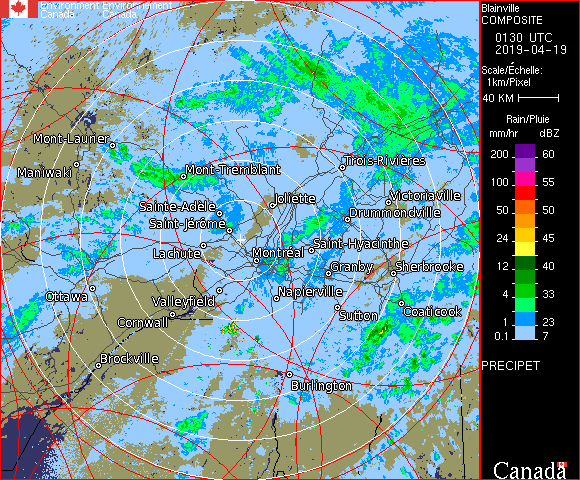 Environment Environnement
Canada Canada
Blainville
COMPOSITE
0130 UTC
2019-04-19
Scale/Échelle:
1km/Pixel
40 KM
Rain/Pluie
mm/hr dBZ
200 60
100 55
50 50
24 45
12 40
4 33
1 23
0.1 7
PRECIPET
Mont-Laurier
Maniwaki
Mont-Tremblant
Trois-Rivières
Sainte-Adèle
Joliette
Victoriaville
Saint-Jérôme
Drummondville
Lachute
Montréal
Saint-Hyacinthe
Granby
Sherbrooke
Ottawa
Valleyfield
Napierville
Cornwall
Sutton
Coaticook
Brockville
Burlington
Canada